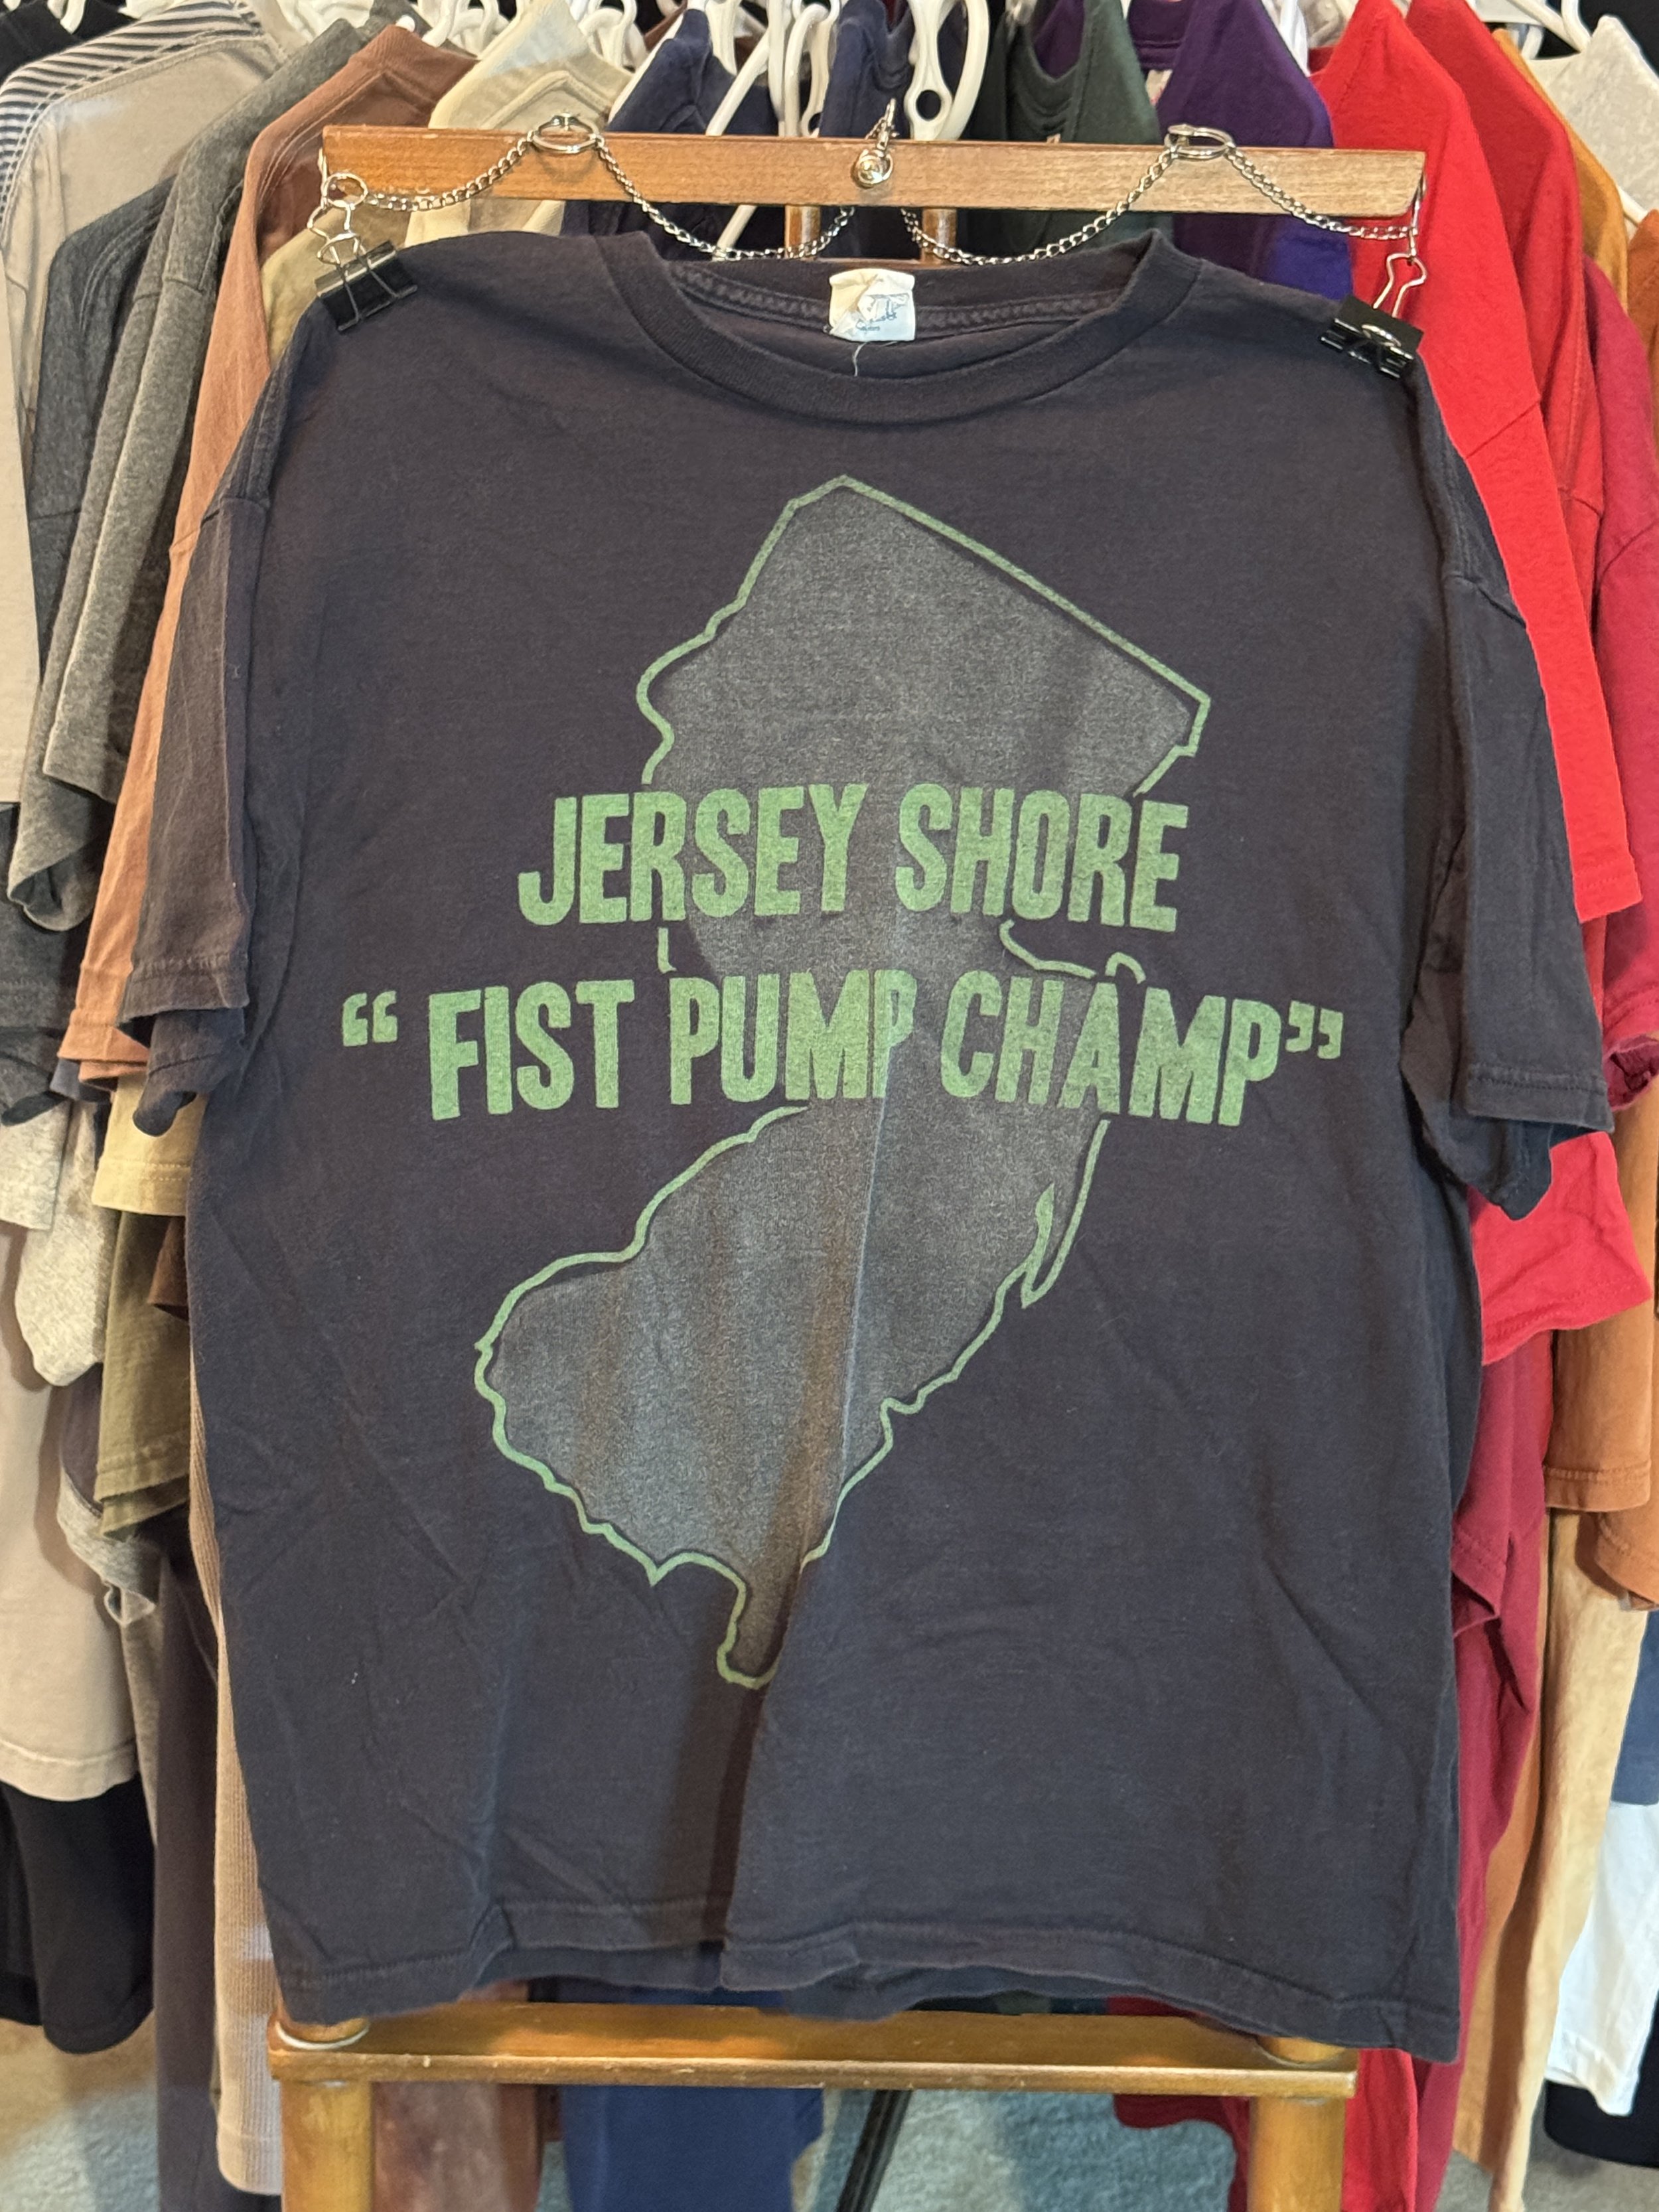 JERSEY SHORE
“FIST PUMP CHAMP”